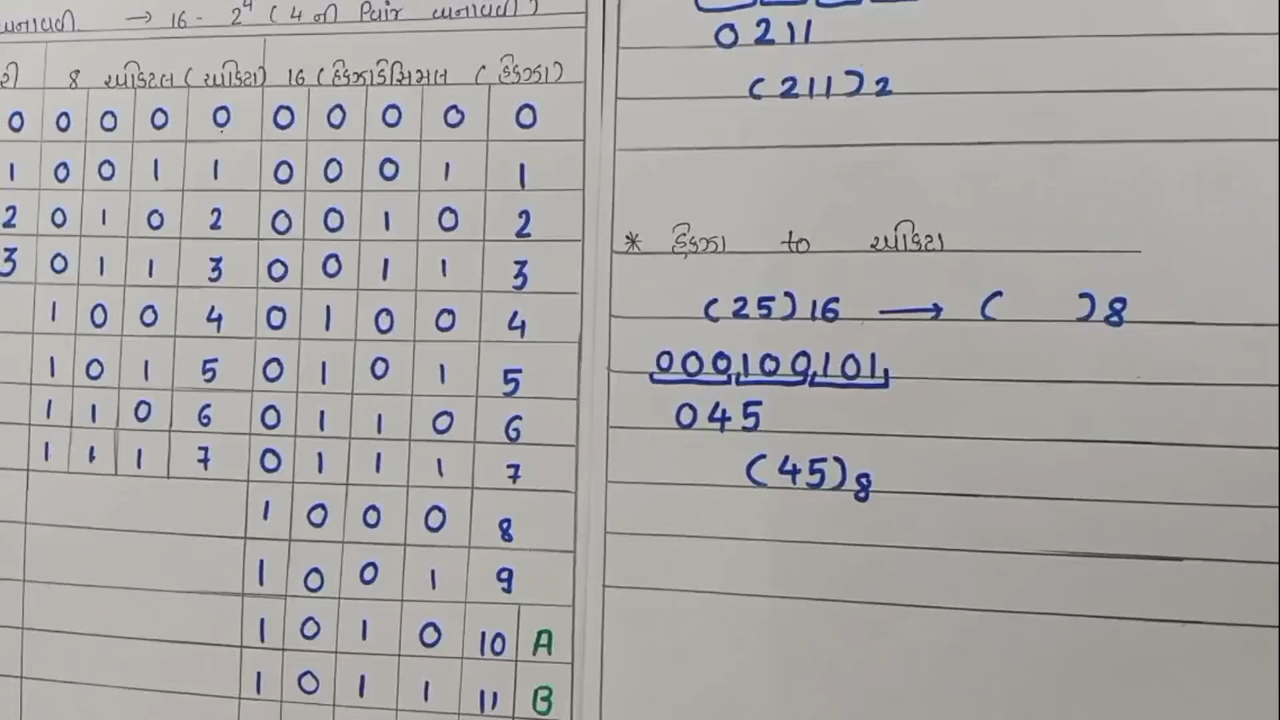 બનાવવી. → 16 - 2⁴ ( 4 ની Pair બનાવવી )
8 ઓક્ટિલ (ઓક્ટિ) 16 (હેક્ઝાડેસિમલ ( હેક્ઝા)
0 0 0 0 0 0 0 0 0 0
1 0 0 1 1 0 0 0 1 1
2 0 1 0 2 0 0 1 0 2
3 0 1 1 3 0 0 1 1 3
1 0 0 4 0 1 0 0 4
1 0 1 5 0 1 0 1 5
1 1 0 6 0 1 1 0 6
1 1 1 7 0 1 1 1 7
1 0 0 0 8
1 0 0 1 9
1 0 1 0 10 A
1 0 1 1 11 B
0211
(211)2
* હેક્ઝા to ઓક્ટિ
(25)16 → ( )8
000,100,101,
045
(45)8